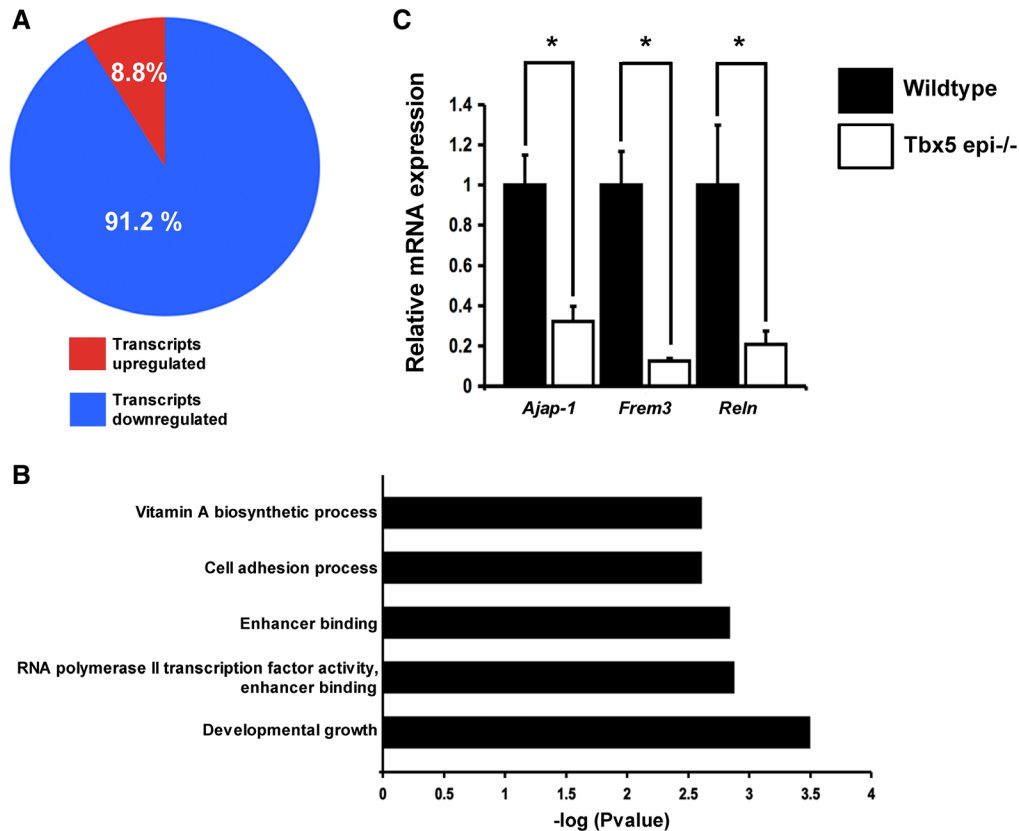 A
8.8%
91.2 %
Transcripts
upregulated
Transcripts
downregulated
C
Relative mRNA expression
1.4
1.2
1
0.8
0.6
0.4
0.2
0
*
*
*
Ajap-1
Frem3
Reln
Wildtype
Tbx5 epi-/-
B
Vitamin A biosynthetic process
Cell adhesion process
Enhancer binding
RNA polymerase II transcription factor activity,
enhancer binding
Developmental growth
0 0.5 1 1.5 2 2.5 3 3.5 4
-log (Pvalue)